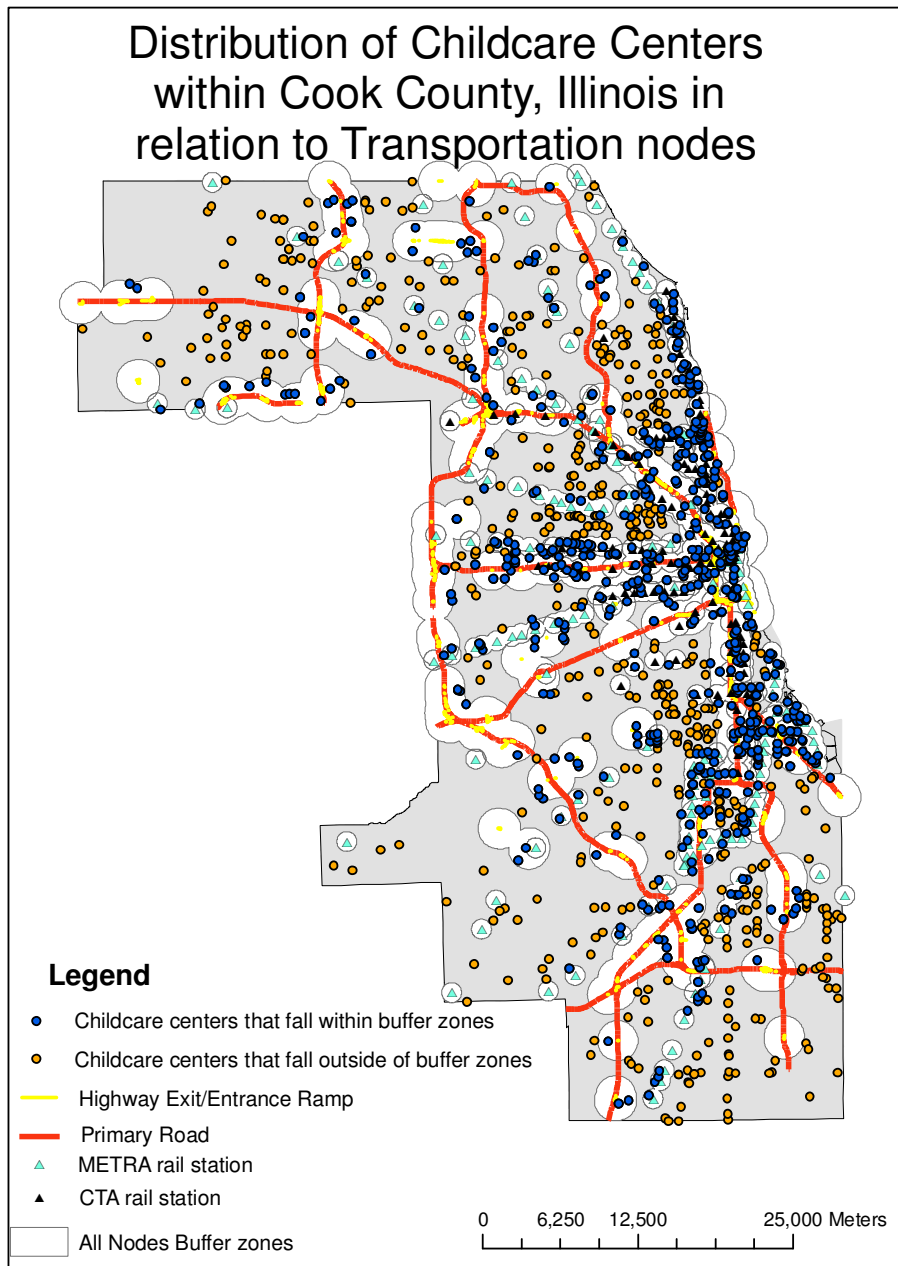 Distribution of Childcare Centers
within Cook County, Illinois in
relation to Transportation nodes
Legend
Childcare centers that fall within buffer zones
Childcare centers that fall outside of buffer zones
Highway Exit/Entrance Ramp
Primary Road
METRA rail station
CTA rail station
All Nodes Buffer zones
0 6,250 12,500 25,000 Meters